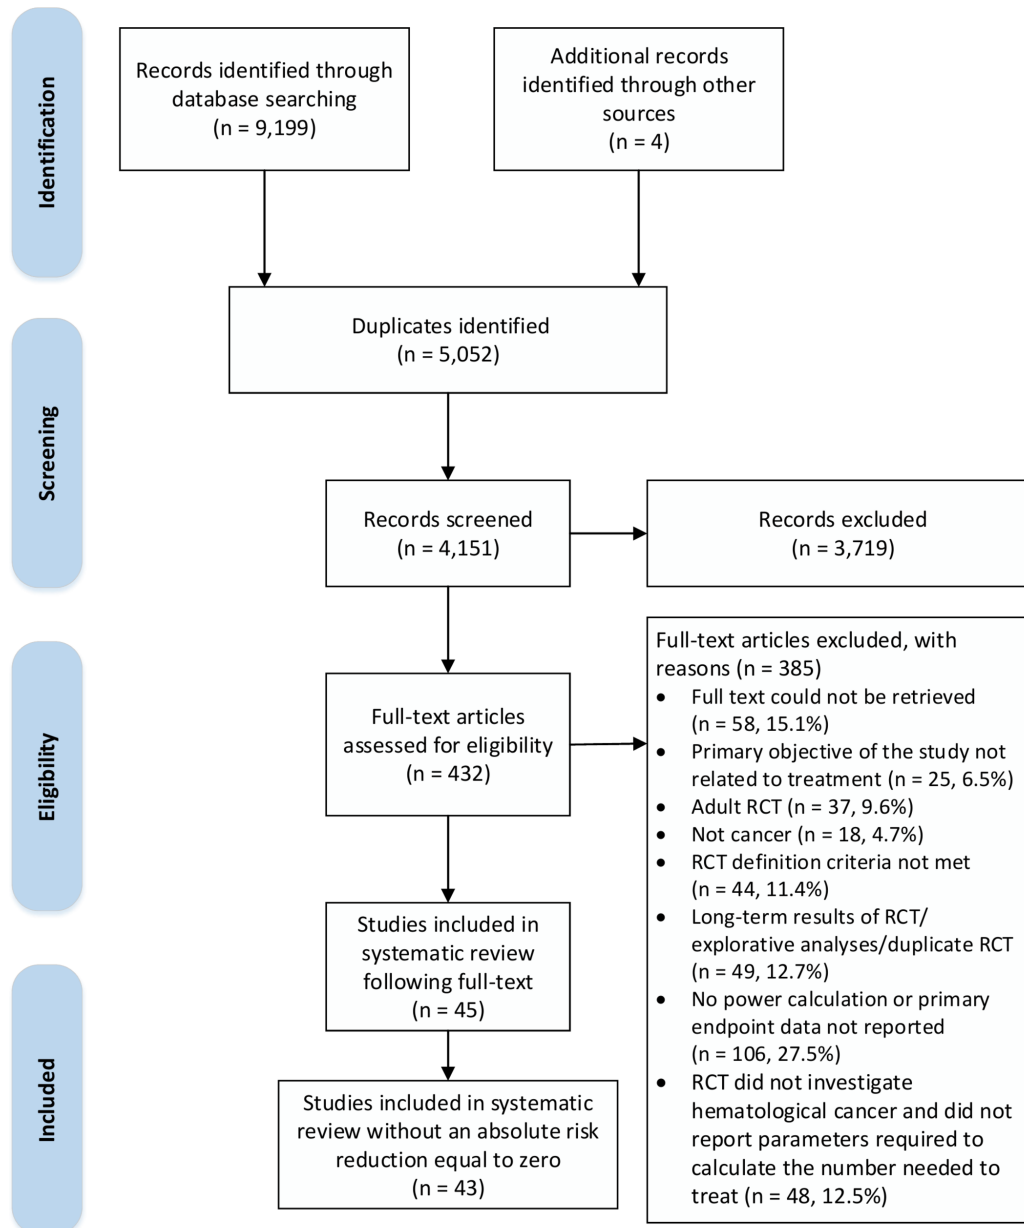 Identification
Records identified through
database searching
(n = 9,199)
Additional records
identified through other
sources
(n = 4)
Duplicates identified
(n = 5,052)
Screening
Records screened
(n = 4,151)
Records excluded
(n = 3,719)
Eligibility
Full-text articles
assessed for eligibility
(n = 432)
Full-text articles excluded, with
reasons (n = 385)
• Full text could not be retrieved
(n = 58, 15.1%)
• Primary objective of the study not
related to treatment (n = 25, 6.5%)
• Adult RCT (n = 37, 9.6%)
• Not cancer (n = 18, 4.7%)
• RCT definition criteria not met
(n = 44, 11.4%)
• Long-term results of RCT/
explorative analyses/duplicate RCT
(n = 49, 12.7%)
• No power calculation or primary
endpoint data not reported
(n = 106, 27.5%)
• RCT did not investigate
hematological cancer and did not
report parameters required to
calculate the number needed to
treat (n = 48, 12.5%)
Included
Studies included in
systematic review
following full-text
(n = 45)
Studies included in systematic
review without an absolute risk
reduction equal to zero
(n = 43)